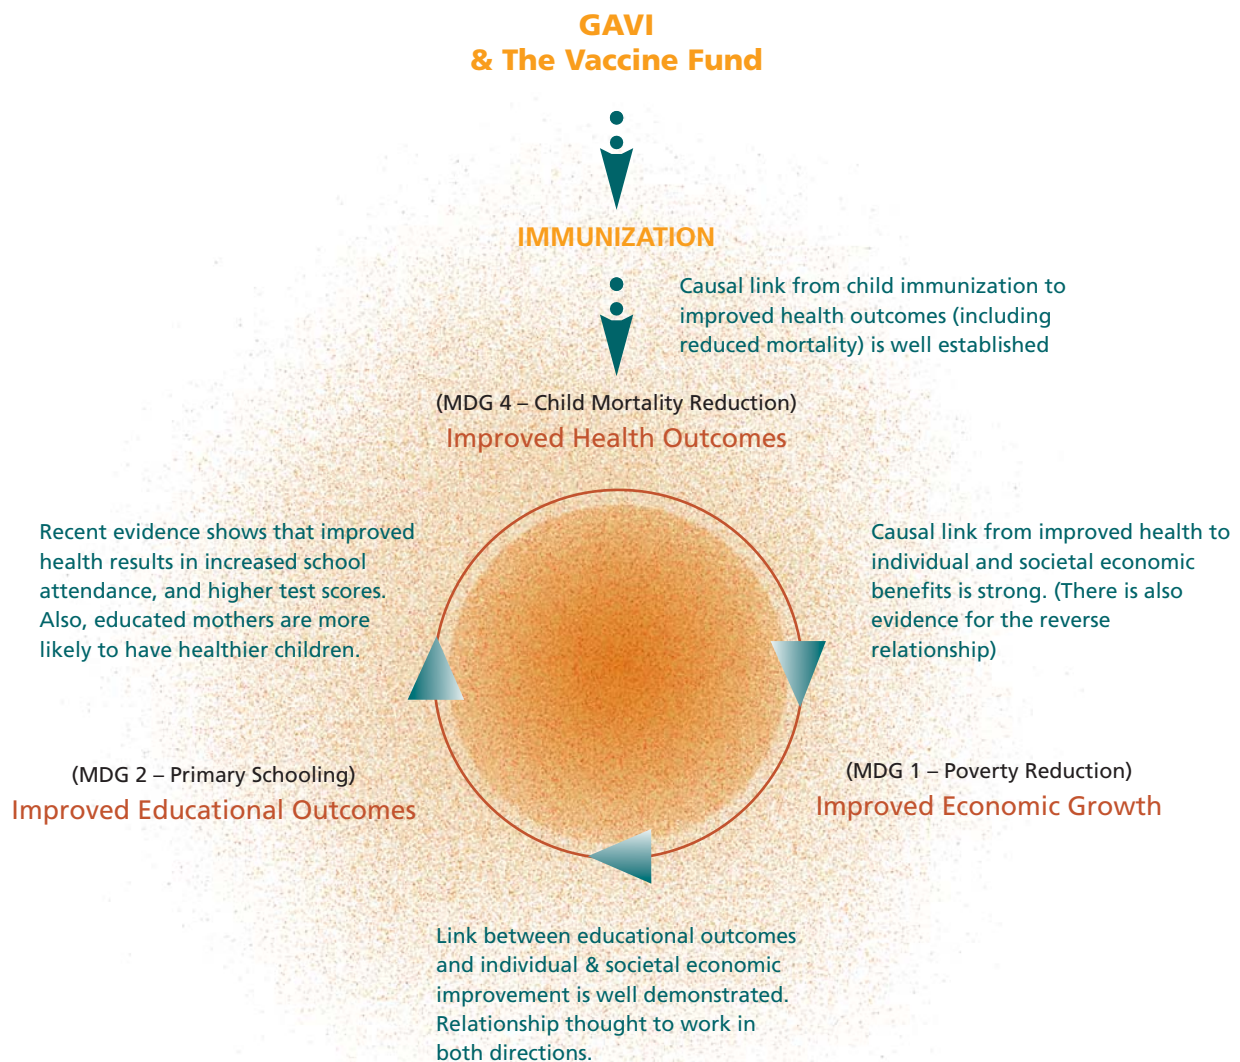 GAVI
& The Vaccine Fund
IMMUNIZATION
Causal link from child immunization to
improved health outcomes (including
reduced mortality) is well established
(MDG 4 – Child Mortality Reduction)
Improved Health Outcomes
Recent evidence shows that improved
health results in increased school
attendance, and higher test scores.
Also, educated mothers are more
likely to have healthier children.
Causal link from improved health to
individual and societal economic
benefits is strong. (There is also
evidence for the reverse
relationship)
(MDG 2 – Primary Schooling)
Improved Educational Outcomes
(MDG 1 – Poverty Reduction)
Improved Economic Growth
Link between educational outcomes
and individual & societal economic
improvement is well demonstrated.
Relationship thought to work in
both directions.